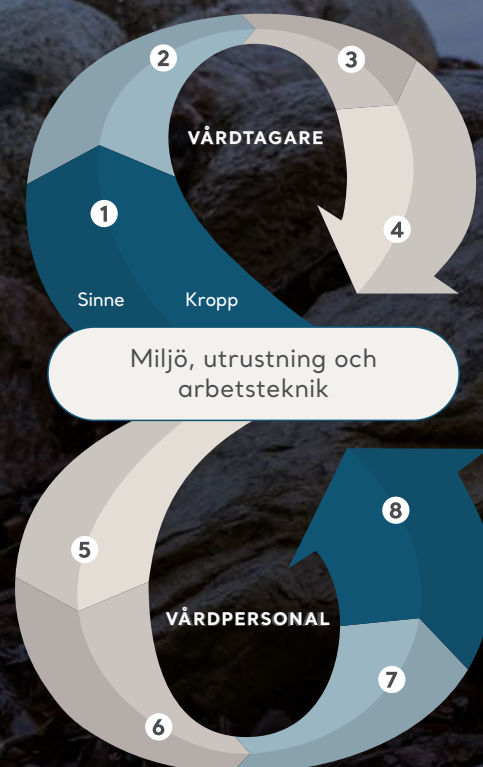 2
3
VÅRDTAGARE
1
4
Sinne Kropp
Miljö, utrustning och
arbetsteknik
8
5
VÅRDPERSONAL
7
6